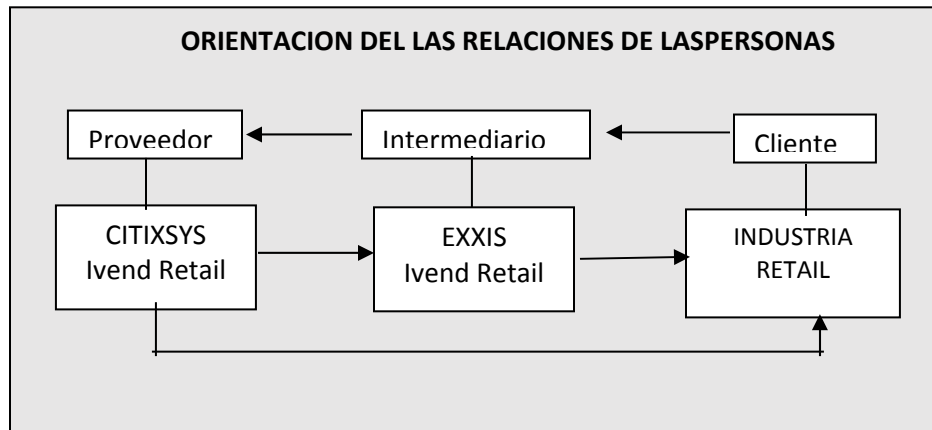 ORIENTACION DEL LAS RELACIONES DE LASPERSONAS
Proveedor
Intermediario
Cliente
CITIXSYS
Ivend Retail
EXXIS
Ivend Retail
INDUSTRIA
RETAIL